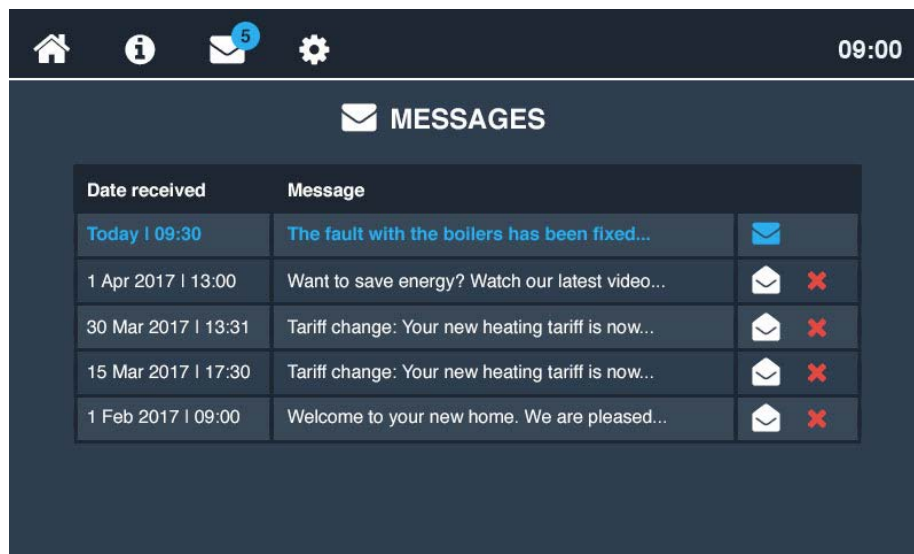 5
09:00
MESSAGES
Date received Message
Today | 09:30 The fault with the boilers has been fixed...
1 Apr 2017 | 13:00 Want to save energy? Watch our latest video...
30 Mar 2017 | 13:31 Tariff change: Your new heating tariff is now...
15 Mar 2017 | 17:30 Tariff change: Your new heating tariff is now...
1 Feb 2017 | 09:00 Welcome to your new home. We are pleased...